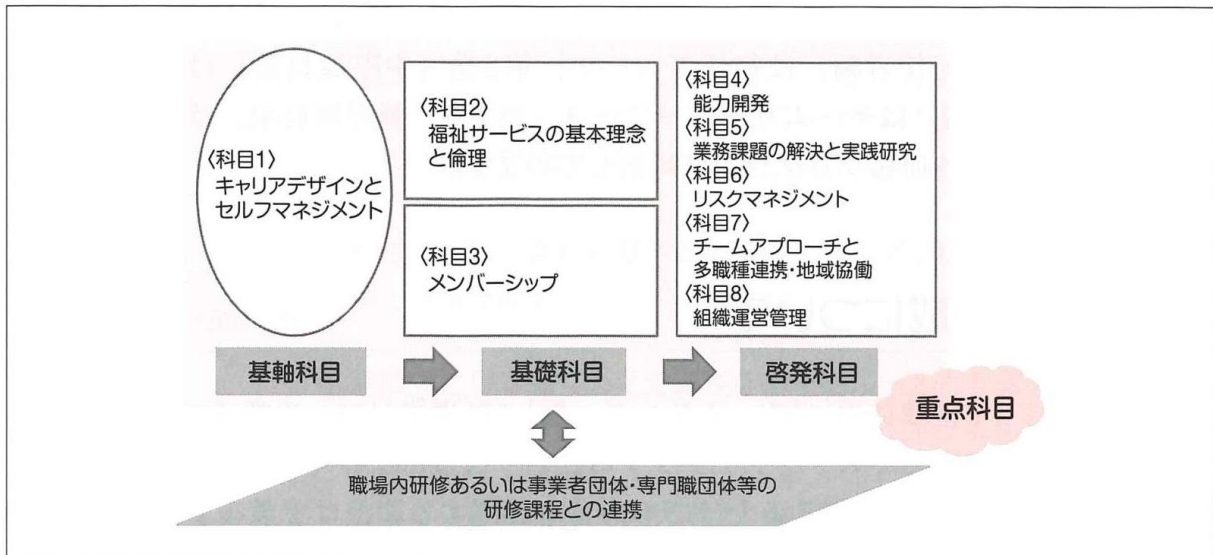 〈科目1〉
キャリアデザインと
セルフマネジメント
〈科目2〉
福祉サービスの基本理念
と倫理
〈科目3〉
メンバーシップ
〈科目4〉
能力開発
〈科目5〉
業務課題の解決と実践研究
〈科目6〉
リスクマネジメント
〈科目7〉
チームアプローチと
多職種連携・地域協働
〈科目8〉
組織運営管理
基軸科目
基礎科目
啓発科目
重点科目
職場内研修あるいは事業者団体・専門職団体等の
研修課程との連携